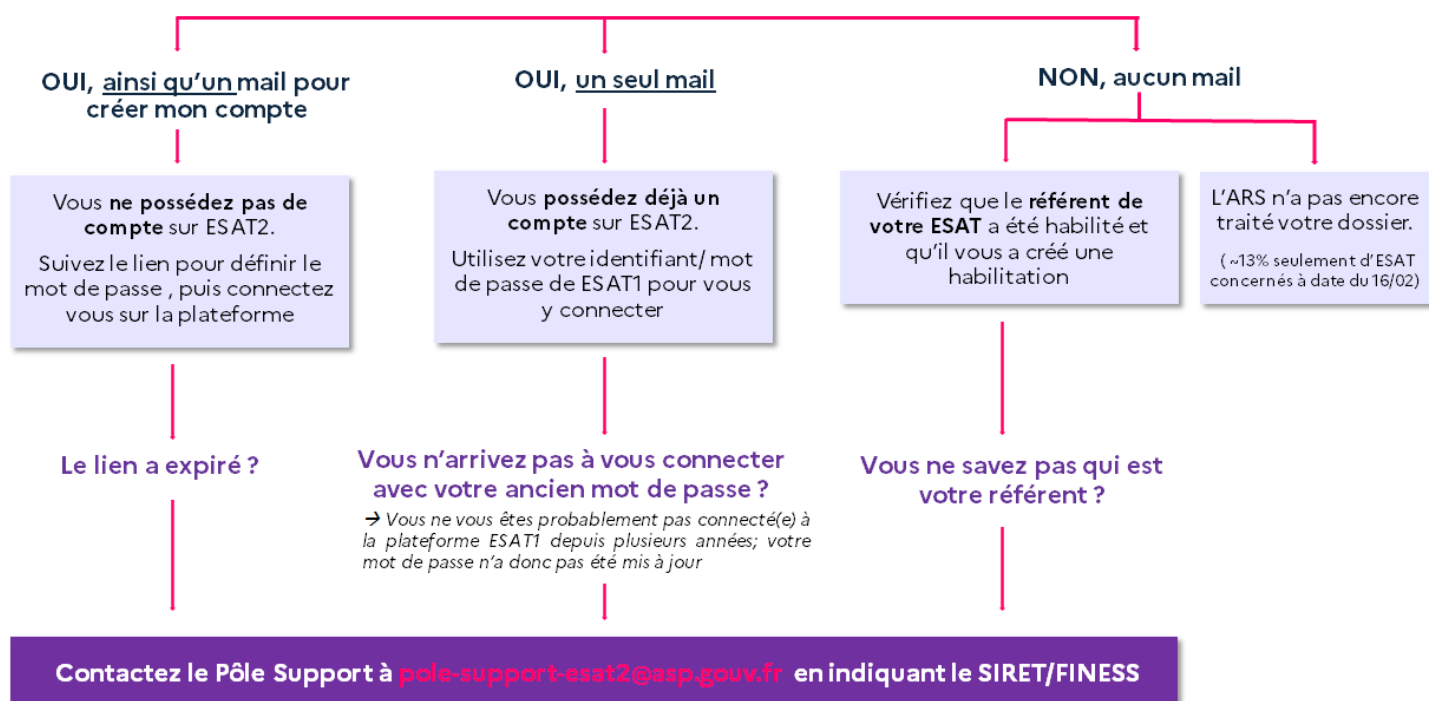 OUI, ainsi qu'un mail pour
créer mon compte
OUI, un seul mail
NON, aucun mail
Vous ne possédez pas de
compte sur ESAT2.
Suivez le lien pour définir le
mot de passe , puis connectez
vous sur la plateforme
Vous possédez déjà un
compte sur ESAT2.
Utilisez votre identifiant/ mot
de passe de ESAT1 pour vous
y connecter
Vérifiez que le référent de
votre ESAT a été habilité et
qu'il vous a créé une
habilitation
L'ARS n'a pas encore
traité votre dossier.
( ~13% seulement d'ESAT
concernés à date du 16/02)
Le lien a expiré ?
Vous n'arrivez pas à vous connecter
avec votre ancien mot de passe ?
→ Vous ne vous êtes probablement pas connecté(e) à
la plateforme ESAT1 depuis plusieurs années; votre
mot de passe n'a donc pas été mis à jour
Vous ne savez pas qui est
votre référent ?
Contactez le Pôle Support à pole-support-esat2@asp.gouv.fr en indiquant le SIRET/FINESS